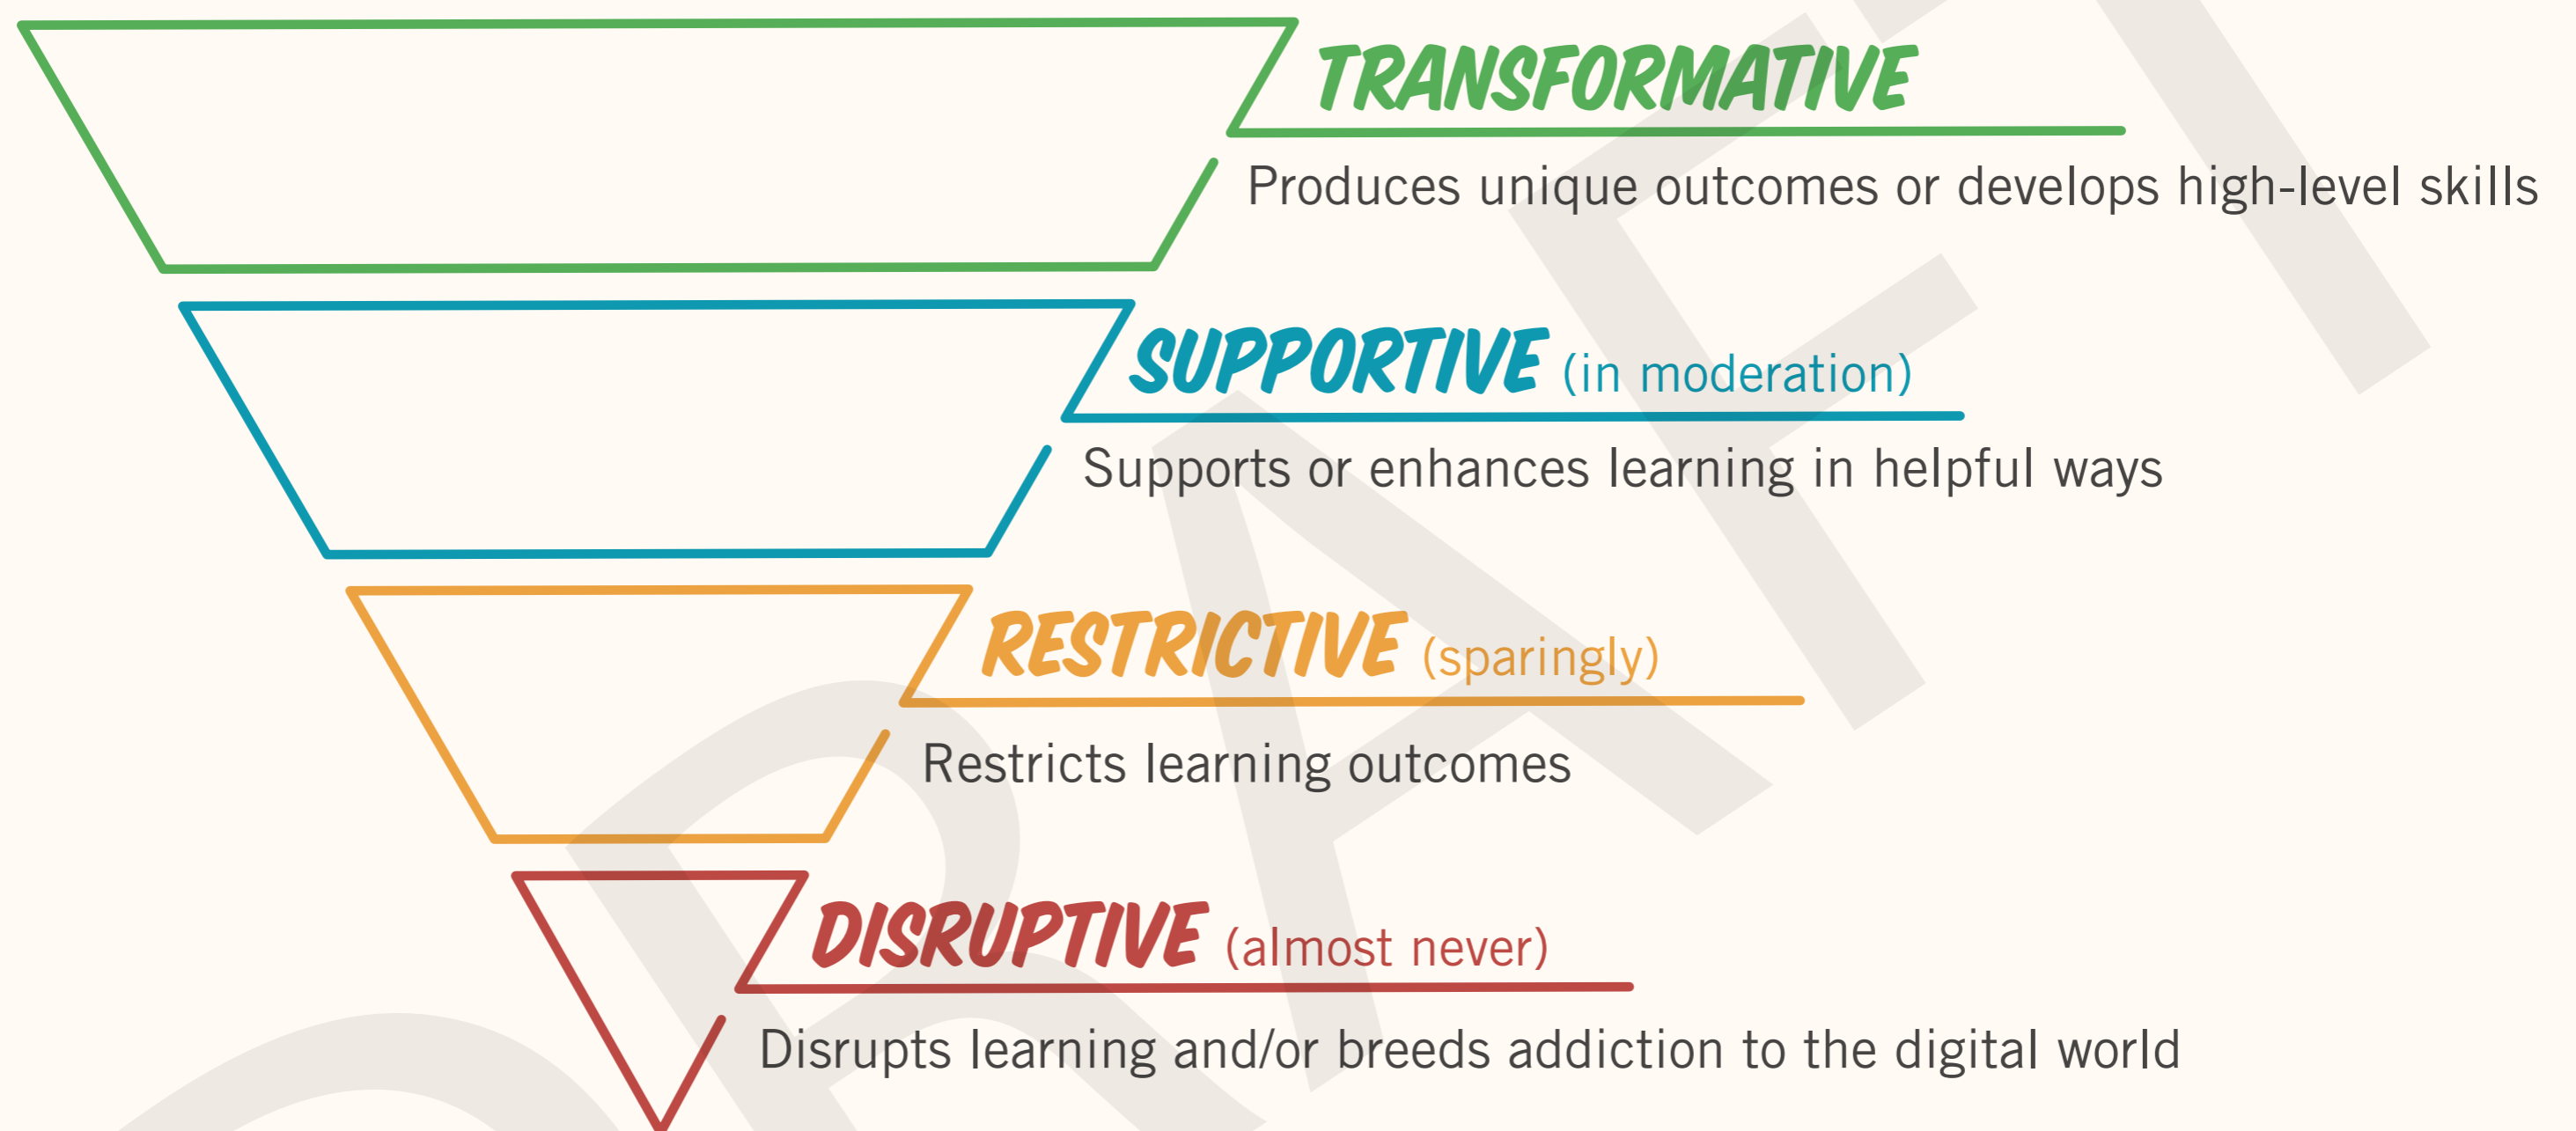 TRANSFORMATIVE
Produces unique outcomes or develops high-level skills
SUPPORTIVE (in moderation)
Supports or enhances learning in helpful ways
RESTRICTIVE (sparingly)
Restricts learning outcomes
DISRUPTIVE (almost never)
Disrupts learning and/or breeds addiction to the digital world
DRAFT